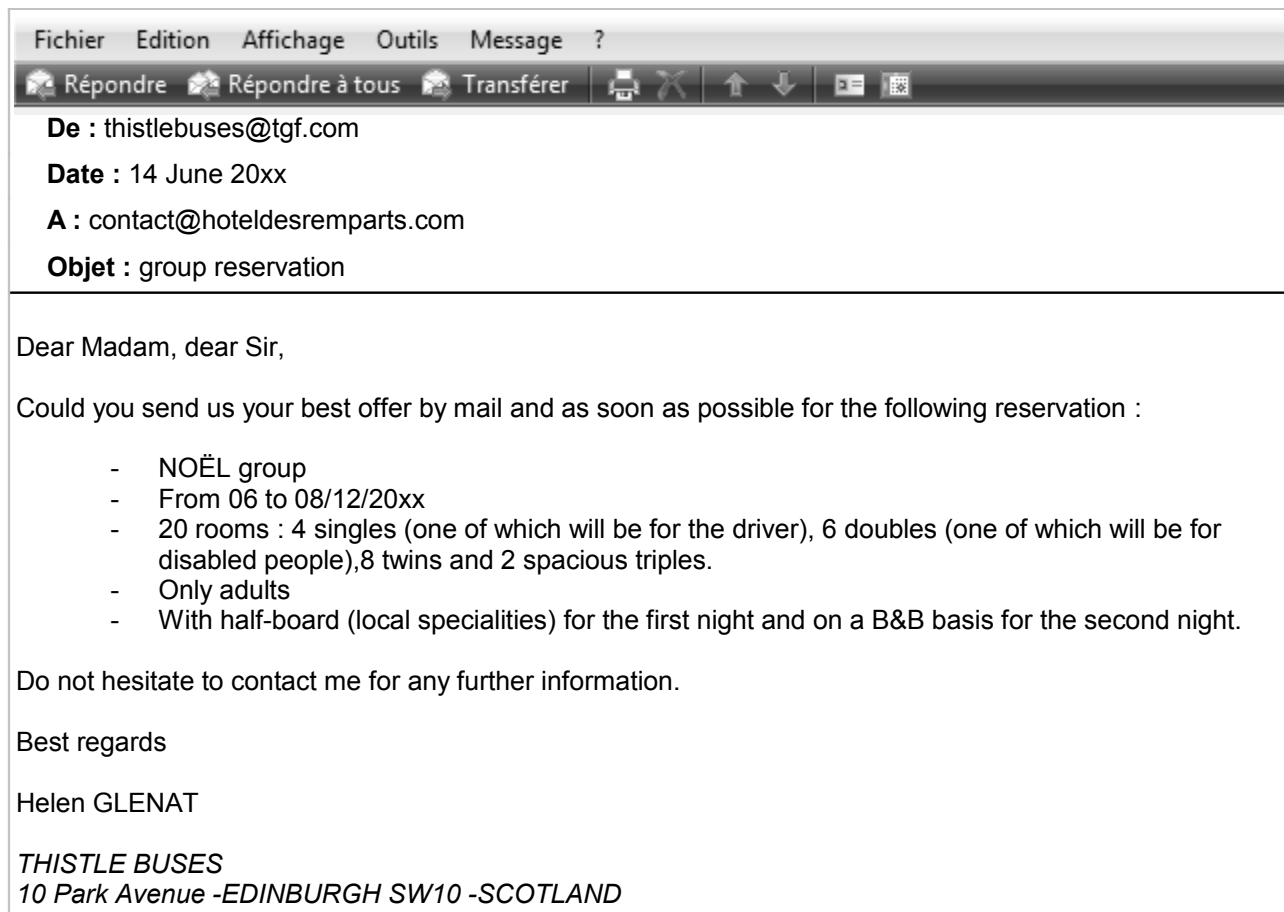 Fichier Edition Affichage Outils Message ?
Répondre Répondre à tous Transférer
De : thistlebuses@tgf.com
Date : 14 June 20xx
A : contact@hoteldesremparts.com
Objet : group reservation
Dear Madam, dear Sir,
Could you send us your best offer by mail and as soon as possible for the following reservation :
- NOËL group
- From 06 to 08/12/20xx
- 20 rooms : 4 singles (one of which will be for the driver), 6 doubles (one of which will be for
disabled people),8 twins and 2 spacious triples.
- Only adults
- With half-board (local specialities) for the first night and on a B&B basis for the second night.
Do not hesitate to contact me for any further information.
Best regards
Helen GLENAT
THISTLE BUSES
10 Park Avenue -EDINBURGH SW10 -SCOTLAND